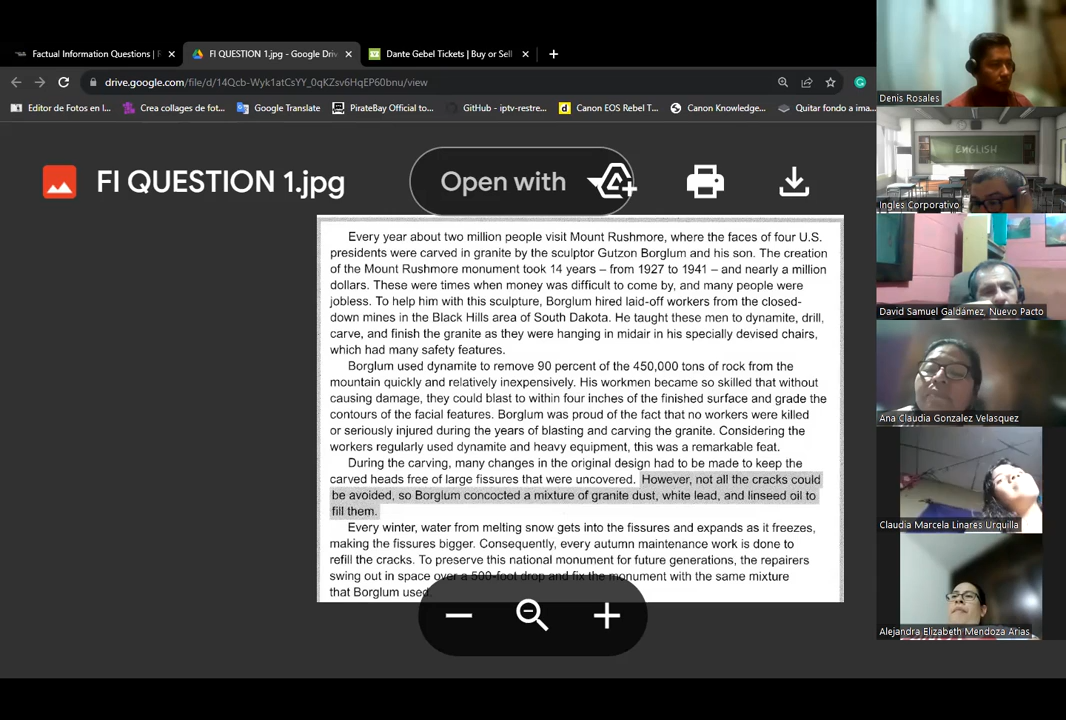 Factual Information Questions | F
FI QUESTION 1.jpg - Google Driv
Dante Gebel Tickets | Buy or Sell
drive.google.com/file/d/14Qcb-Wyk1atCsYY_0qKZsv6HqEP60bnu/view
Editor de Fotos en l...
Crea collages de fot...
Google Translate
PirateBay Official to...
GitHub - iptv-restre...
Canon EOS Rebel T...
Canon Knowledge...
Quitar fondo a ima...
FI QUESTION 1.jpg
Open with
Every year about two million people visit Mount Rushmore, where the faces of four U.S.
presidents were carved in granite by the sculptor Gutzon Borglum and his son. The creation
of the Mount Rushmore monument took 14 years – from 1927 to 1941 – and nearly a million
dollars. These were times when money was difficult to come by, and many people were
jobless. To help him with this sculpture, Borglum hired laid-off workers from the closed-
down mines in the Black Hills area of South Dakota. He taught these men to dynamite, drill,
carve, and finish the granite as they were hanging in midair in his specially devised chairs,
which had many safety features.
Borglum used dynamite to remove 90 percent of the 450,000 tons of rock from the
mountain quickly and relatively inexpensively. His workmen became so skilled that without
causing damage, they could blast to within four inches of the finished surface and grade the
contours of the facial features. Borglum was proud of the fact that no workers were killed
or seriously injured during the years of blasting and carving the granite. Considering the
workers regularly used dynamite and heavy equipment, this was a remarkable feat.
During the carving, many changes in the original design had to be made to keep the
carved heads free of large fissures that were uncovered. However, not all the cracks could
be avoided, so Borglum concocted a mixture of granite dust, white lead, and linseed oil to
fill them.
Every winter, water from melting snow gets into the fissures and expands as it freezes,
making the fissures bigger. Consequently, every autumn maintenance work is done to
refill the cracks. To preserve this national monument for future generations, the repairers
swing out in space over a 500-foot drop and fix the monument with the same mixture
that Borglum used.
Denis Rosales
ENGLISH
Ingles Corporativo
David Samuel Galdámez, Nuevo Pacto
Ana Claudia Gonzalez Velasquez
Claudia Marcela Linares Urquilla
Alejandra Elizabeth Mendoza Arias